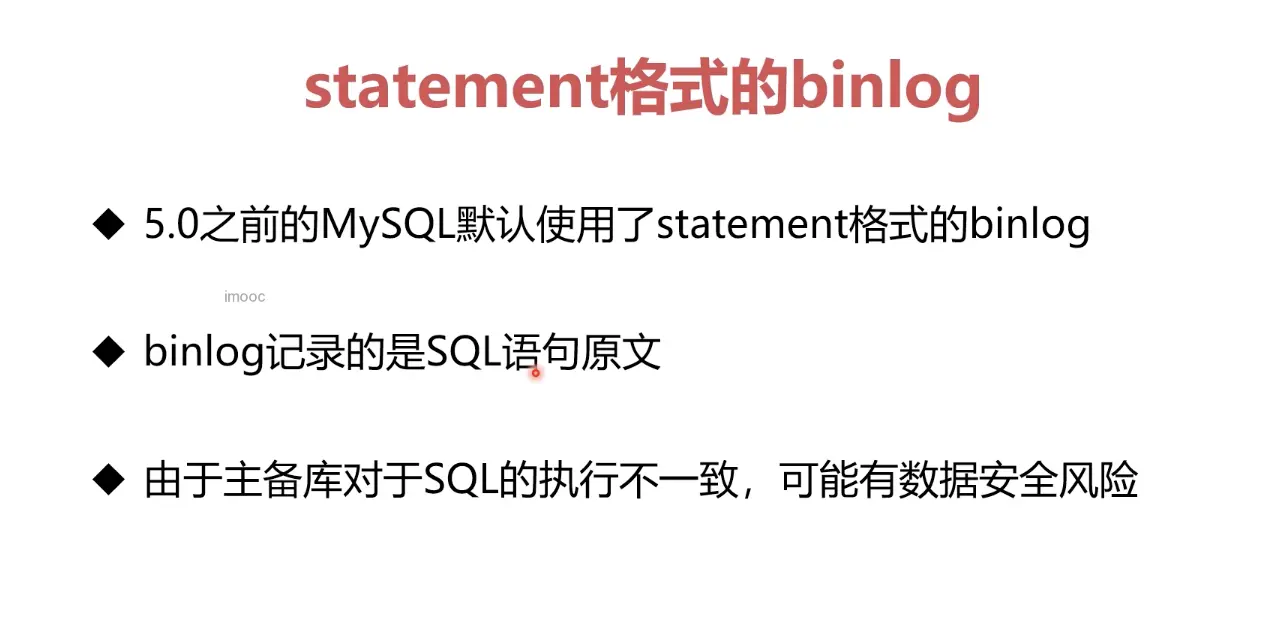 statement格式的binlog
◆ 5.0之前的MySQL默认使用了statement格式的binlog
imooc
◆ binlog记录的是SQL语句原文
◆ 由于主备库对于SQL的执行不一致，可能有数据安全风险